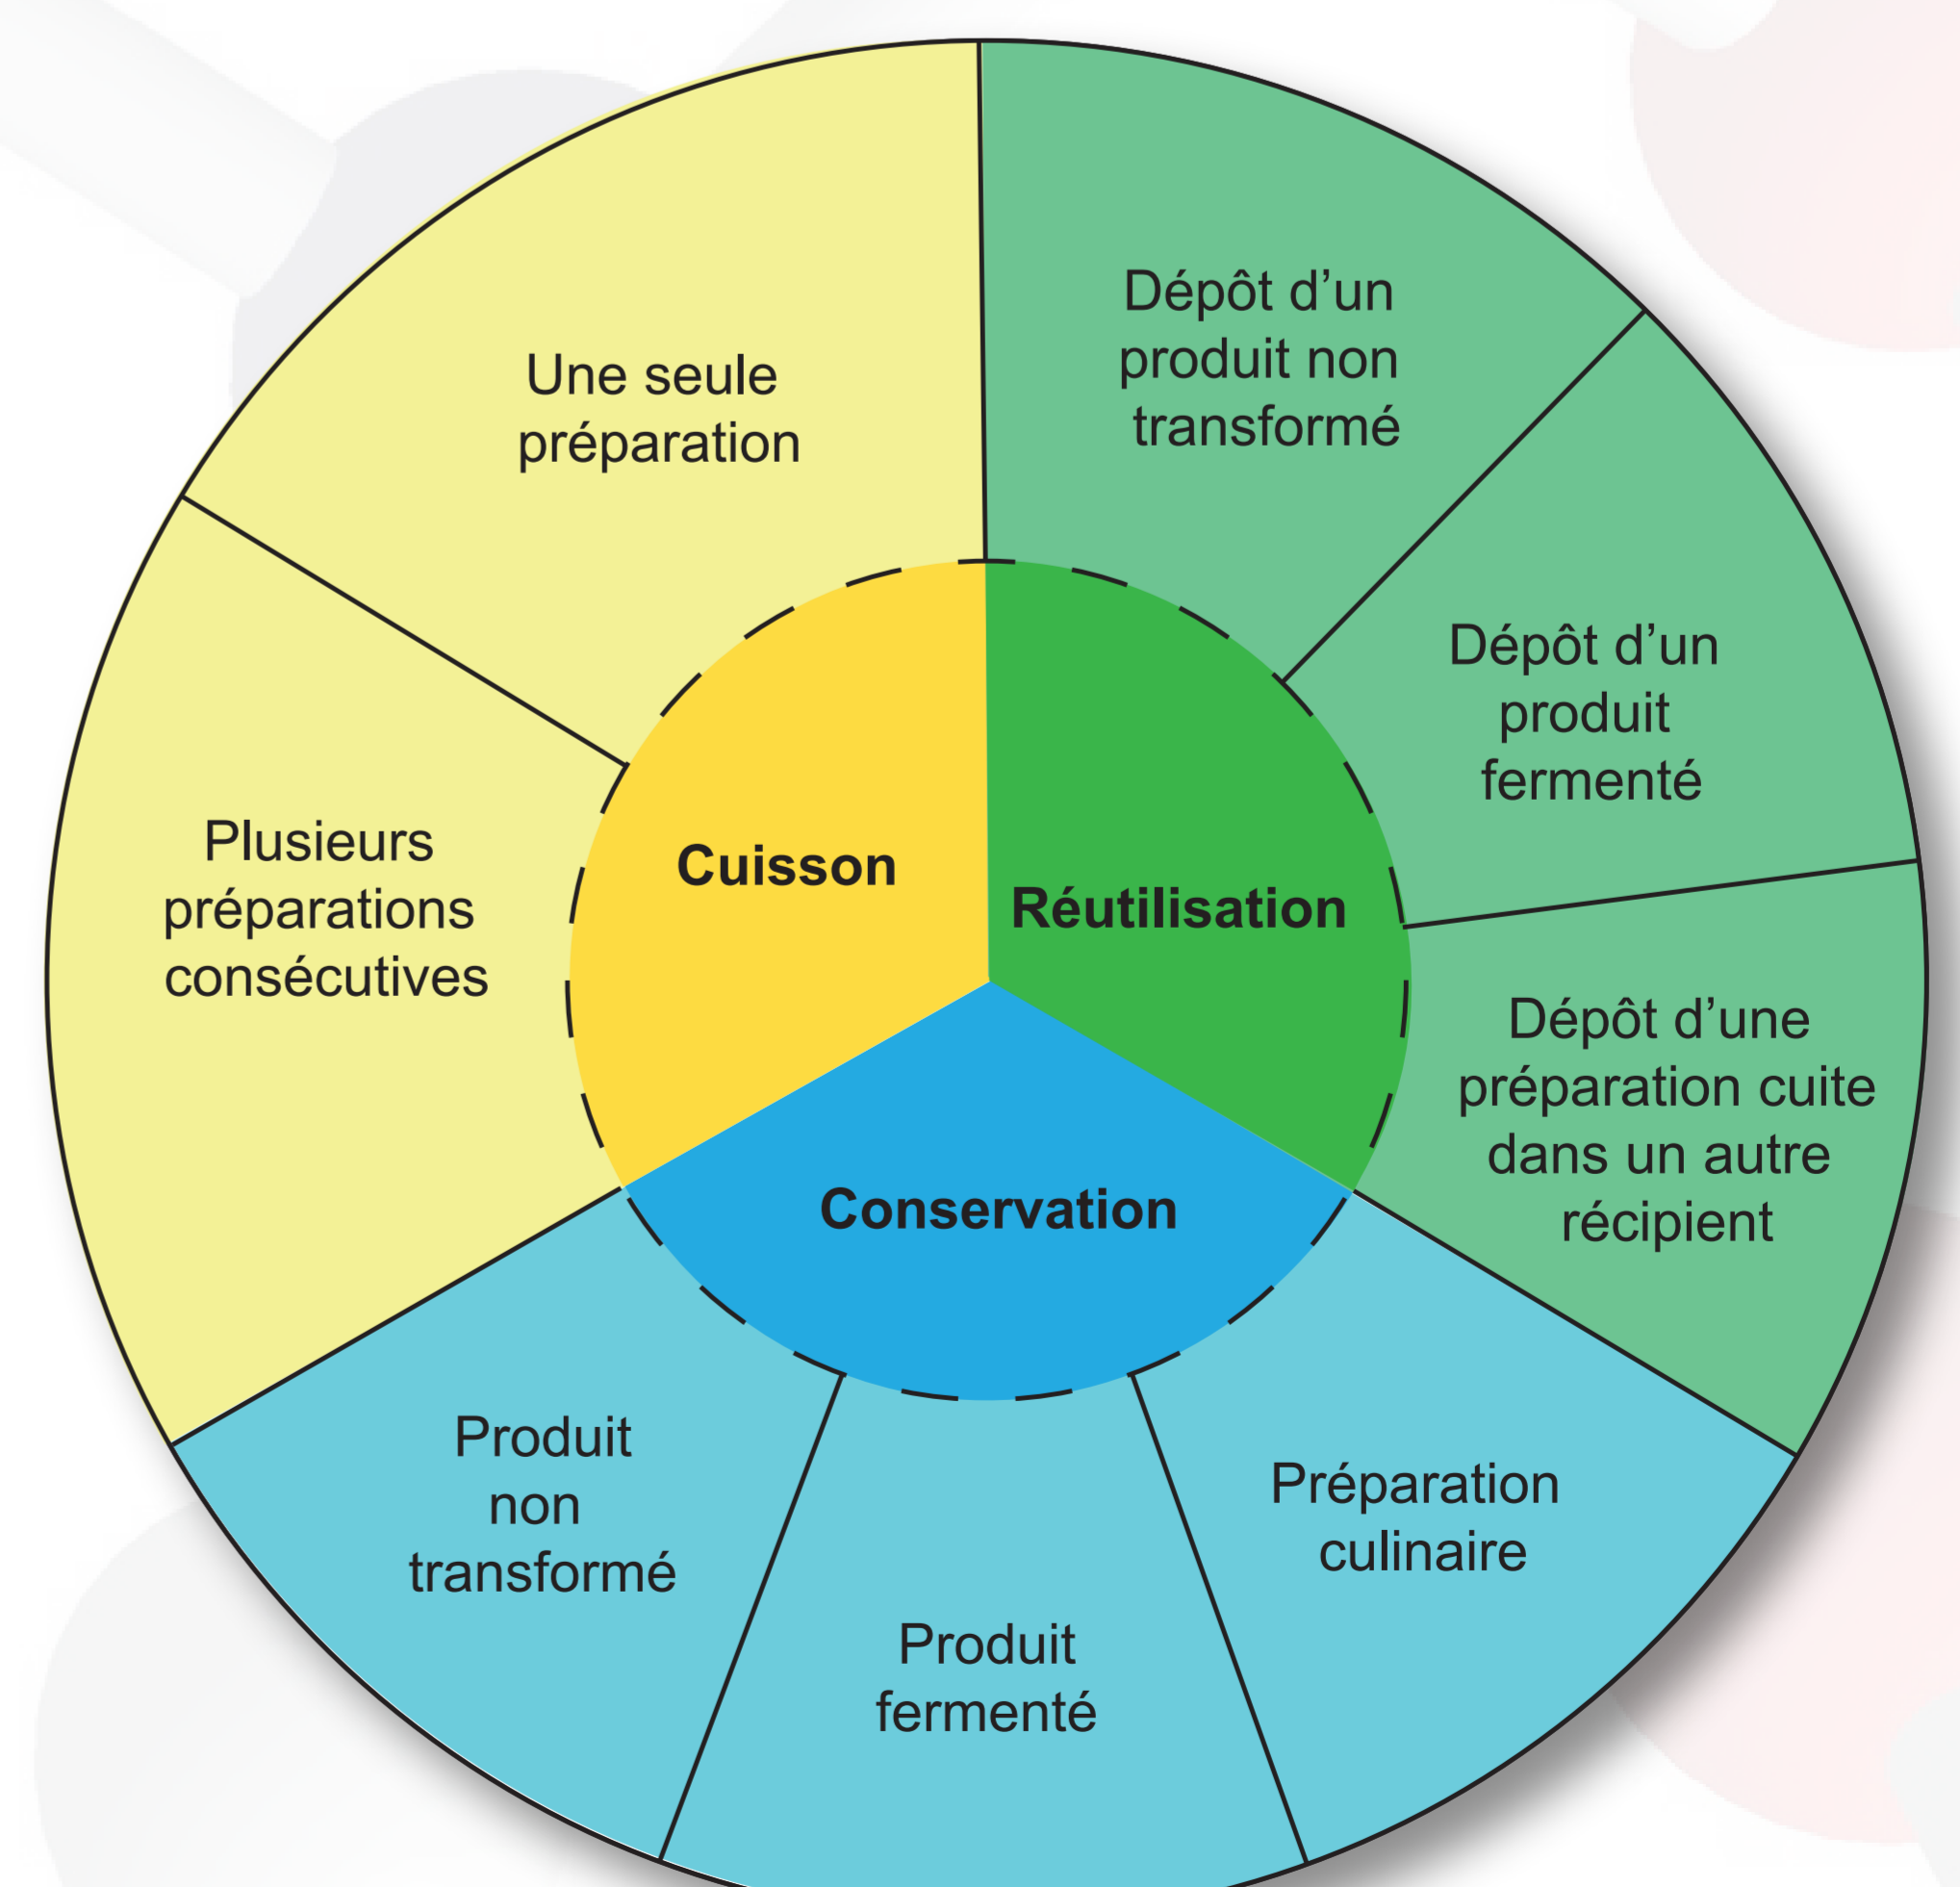 Dépôt d’un
produit non
transformé
Une seule
préparation
Dépôt d’un
produit
fermenté
Plusieurs
préparations
consécutives
Cuisson
Réutilisation
Dépôt d’une
préparation cuite
dans un autre
récipient
Conservation
Produit
non
transformé
Préparation
culinaire
Produit
fermenté